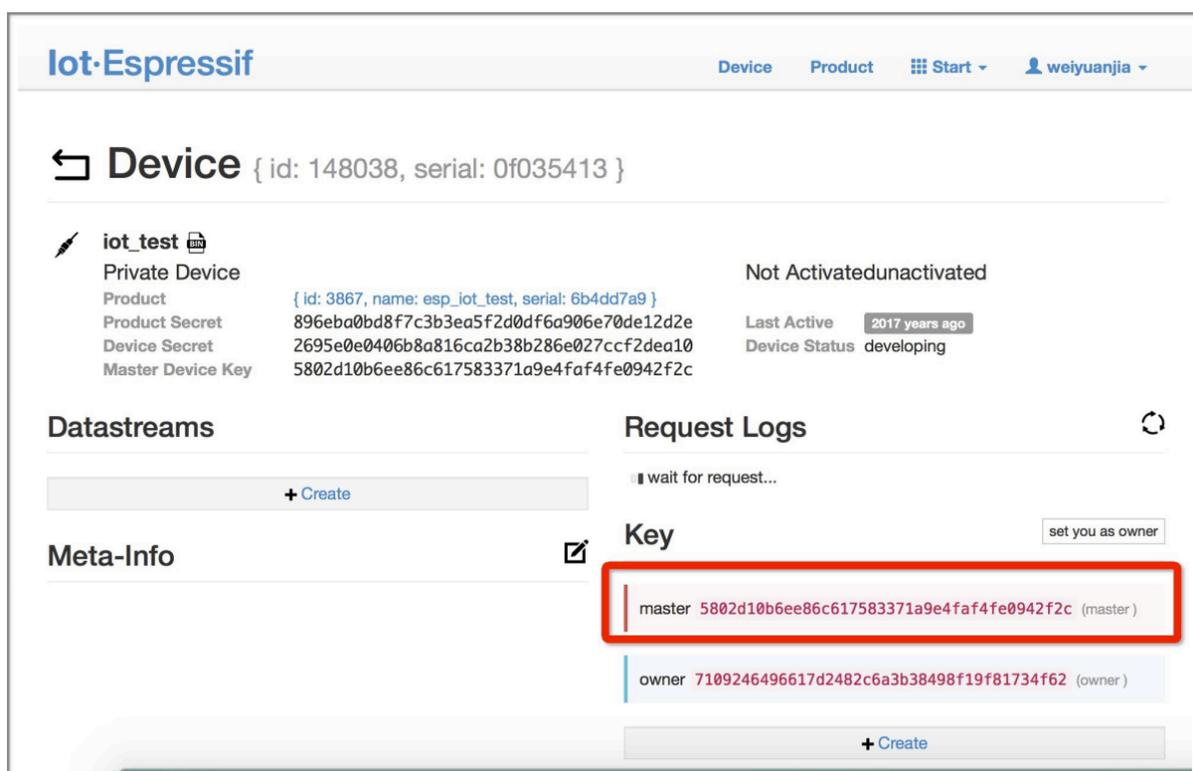 Iot·Espressif
Device Product Start weiyuanjia
Device { id: 148038, serial: 0f035413 }
iot_test BIN
Private Device
Product { id: 3867, name: esp_iot_test, serial: 6b4dd7a9 }
Product Secret 896eba0bd8f7c3b3ea5f2d0df6a906e70de12d2e
Device Secret 2695e0e0406b8a816ca2b38b286e027ccf2dea10
Master Device Key 5802d10b6ee86c617583371a9e4faf4fe0942f2c
Not Activatedunactivated
Last Active 2017 years ago
Device Status developing
Datastreams
+ Create
Meta-Info
Request Logs
wait for request...
Key
set you as owner
master 5802d10b6ee86c617583371a9e4faf4fe0942f2c (master )
owner 7109246496617d2482c6a3b38498f19f81734f62 (owner )
+ Create